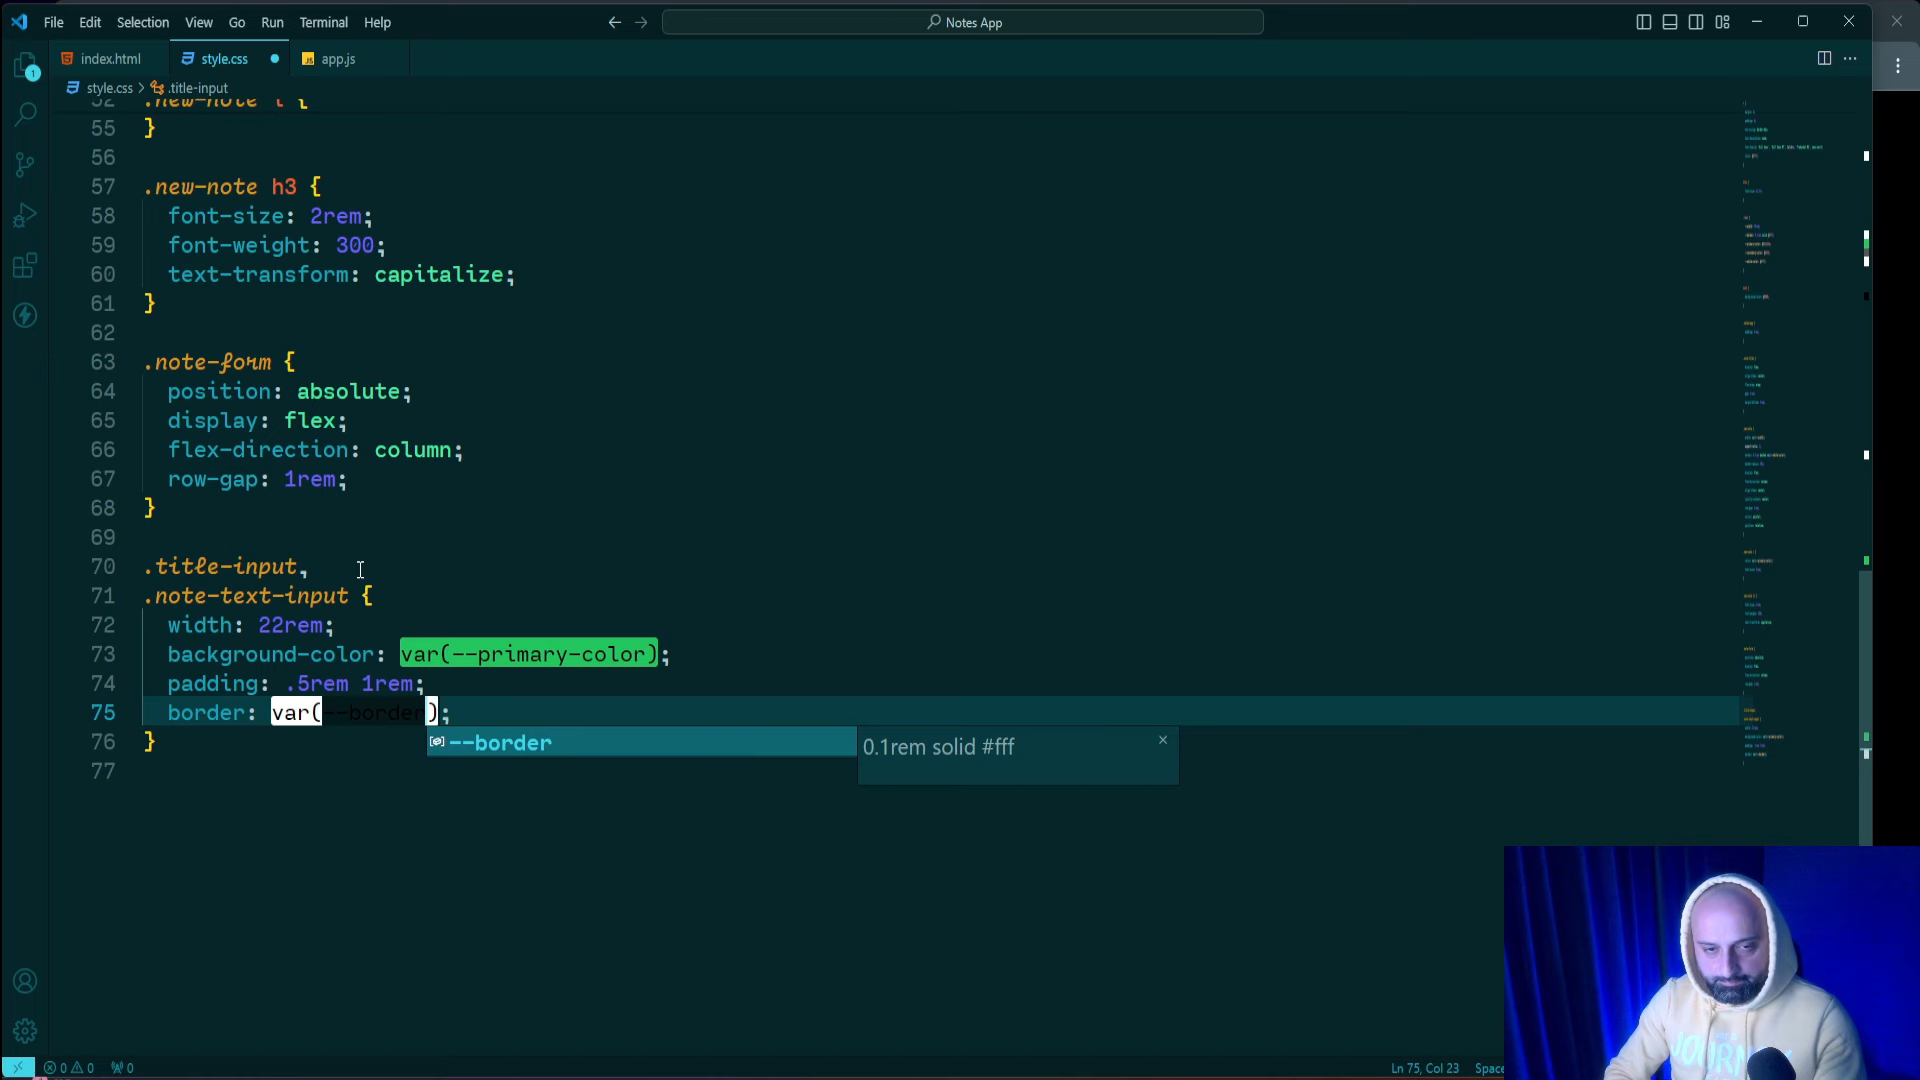 File Edit Selection View Go Run Terminal Help
Notes App
index.html style.css app.js
style.css > .title-input
55 }
56
57 .new-note h3 {
58 font-size: 2rem;
59 font-weight: 300;
60 text-transform: capitalize;
61 }
62
63 .note-form {
64 position: absolute;
65 display: flex;
66 flex-direction: column;
67 row-gap: 1rem;
68 }
69
70 .title-input,
71 .note-text-input {
72 width: 22rem;
73 background-color: var(--primary-color);
74 padding: .5rem 1rem;
75 border: var(--border);
--border 0.1rem solid #fff
76 }
77
0 0 0 Ln 75, Col 23